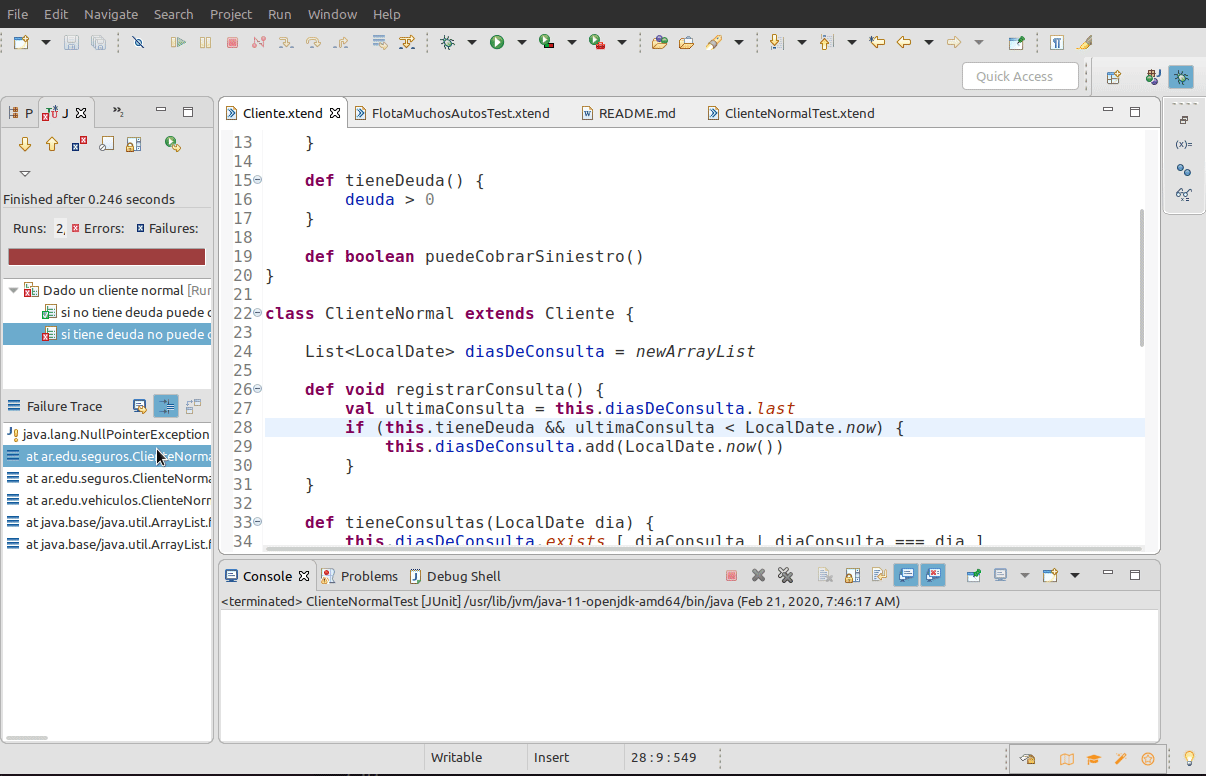 File Edit Navigate Search Project Run Window Help
Quick Access
P
J
»2
Cliente.xtend
FlotaMuchosAutosTest.xtend
README.md
ClienteNormalTest.xtend
Finished after 0.246 seconds
Runs: 2, Errors: Failures:
Dado un cliente normal [Rur
si no tiene deuda puede c
si tiene deuda no puede c
Failure Trace
java.lang.NullPointerException
at ar.edu.seguros.ClienteNorma
at ar.edu.seguros.ClienteNorma
at ar.edu.vehiculos.ClienteNorr
at java.base/java.util.ArrayList.f
at java.base/java.util.ArrayList.f
13 }
14
15 def tieneDeuda() {
16 deuda > 0
17 }
18
19 def boolean puedeCobrarSiniestro()
20 }
21
22 class ClienteNormal extends Cliente {
23
24 List<LocalDate> diasDeConsulta = newArrayList
25
26 def void registrarConsulta() {
27 val ultimaConsulta = this.diasDeConsulta.last
28 if (this.tieneDeuda && ultimaConsulta < LocalDate.now) {
29 this.diasDeConsulta.add(LocalDate.now())
30 }
31 }
32
33 def tieneConsultas(LocalDate dia) {
34 this.diasDeConsulta.exists [ diaConsulta | diaConsulta === dia ]
(x)=
Console
Problems
Debug Shell
<terminated> ClienteNormalTest [JUnit] /usr/lib/jvm/java-11-openjdk-amd64/bin/java (Feb 21, 2020, 7:46:17 AM)
Writable
Insert
28 : 9 : 549